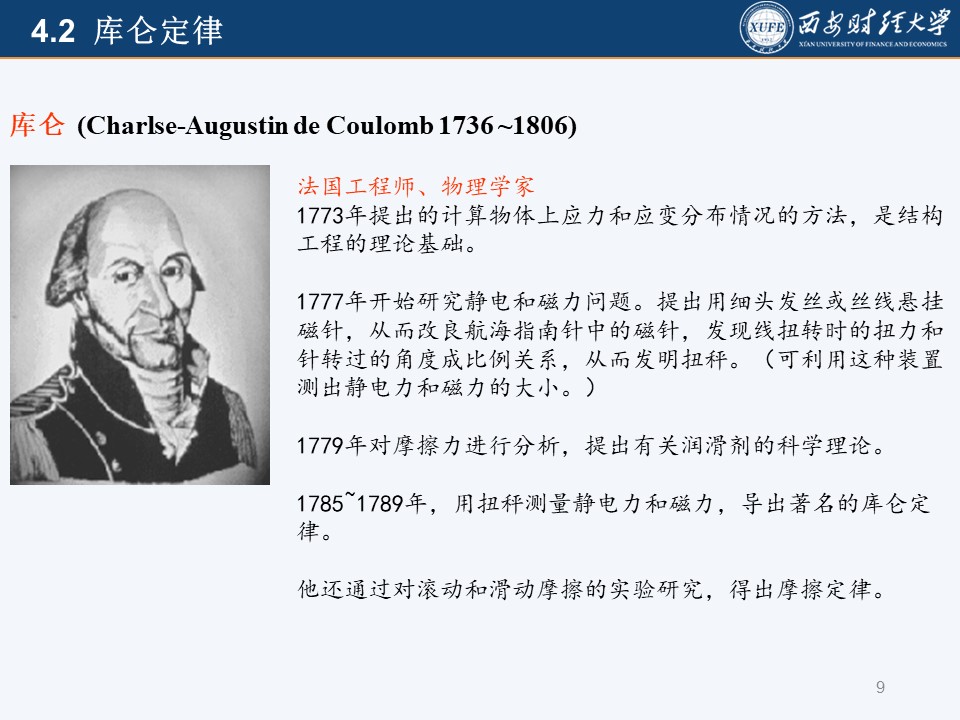 4.2 库仑定律
XUFE
西安财经大学
XI'AN UNIVERSITY OF FINANCE AND ECONOMICS
库仑 (Charlse-Augustin de Coulomb 1736 ~1806)
法国工程师、物理学家
1773年提出的计算物体上应力和应变分布情况的方法，是结构
工程的理论基础。
1777年开始研究静电和磁力问题。提出用细头发丝或丝线悬挂
磁针，从而改良航海指南针中的磁针，发现线扭转时的扭力和
针转过的角度成比例关系，从而发明扭秤。（可利用这种装置
测出静电力和磁力的大小。）
1779年对摩擦力进行分析，提出有关润滑剂的科学理论。
1785~1789年，用扭秤测量静电力和磁力，导出著名的库仑定
律。
他还通过对滚动和滑动摩擦的实验研究，得出摩擦定律。
9